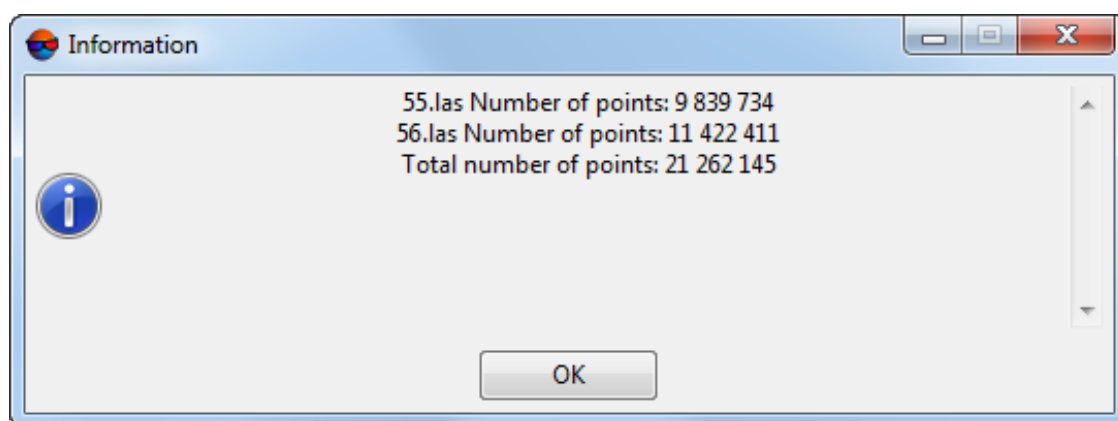 Information
55.las Number of points: 9 839 734
56.las Number of points: 11 422 411
Total number of points: 21 262 145
OK